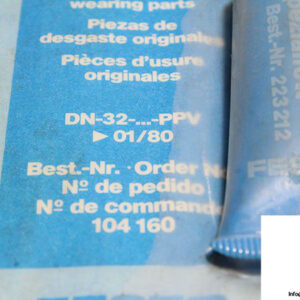 wearing parts
Piezas de
desgaste originales
Pièces d'usure
originales
DN-32-...-PPV
▶ 01/80
Best.-Nr. · Order
Nº de pedido
Nº de commande
104 160
Best.-Nr. 223 212